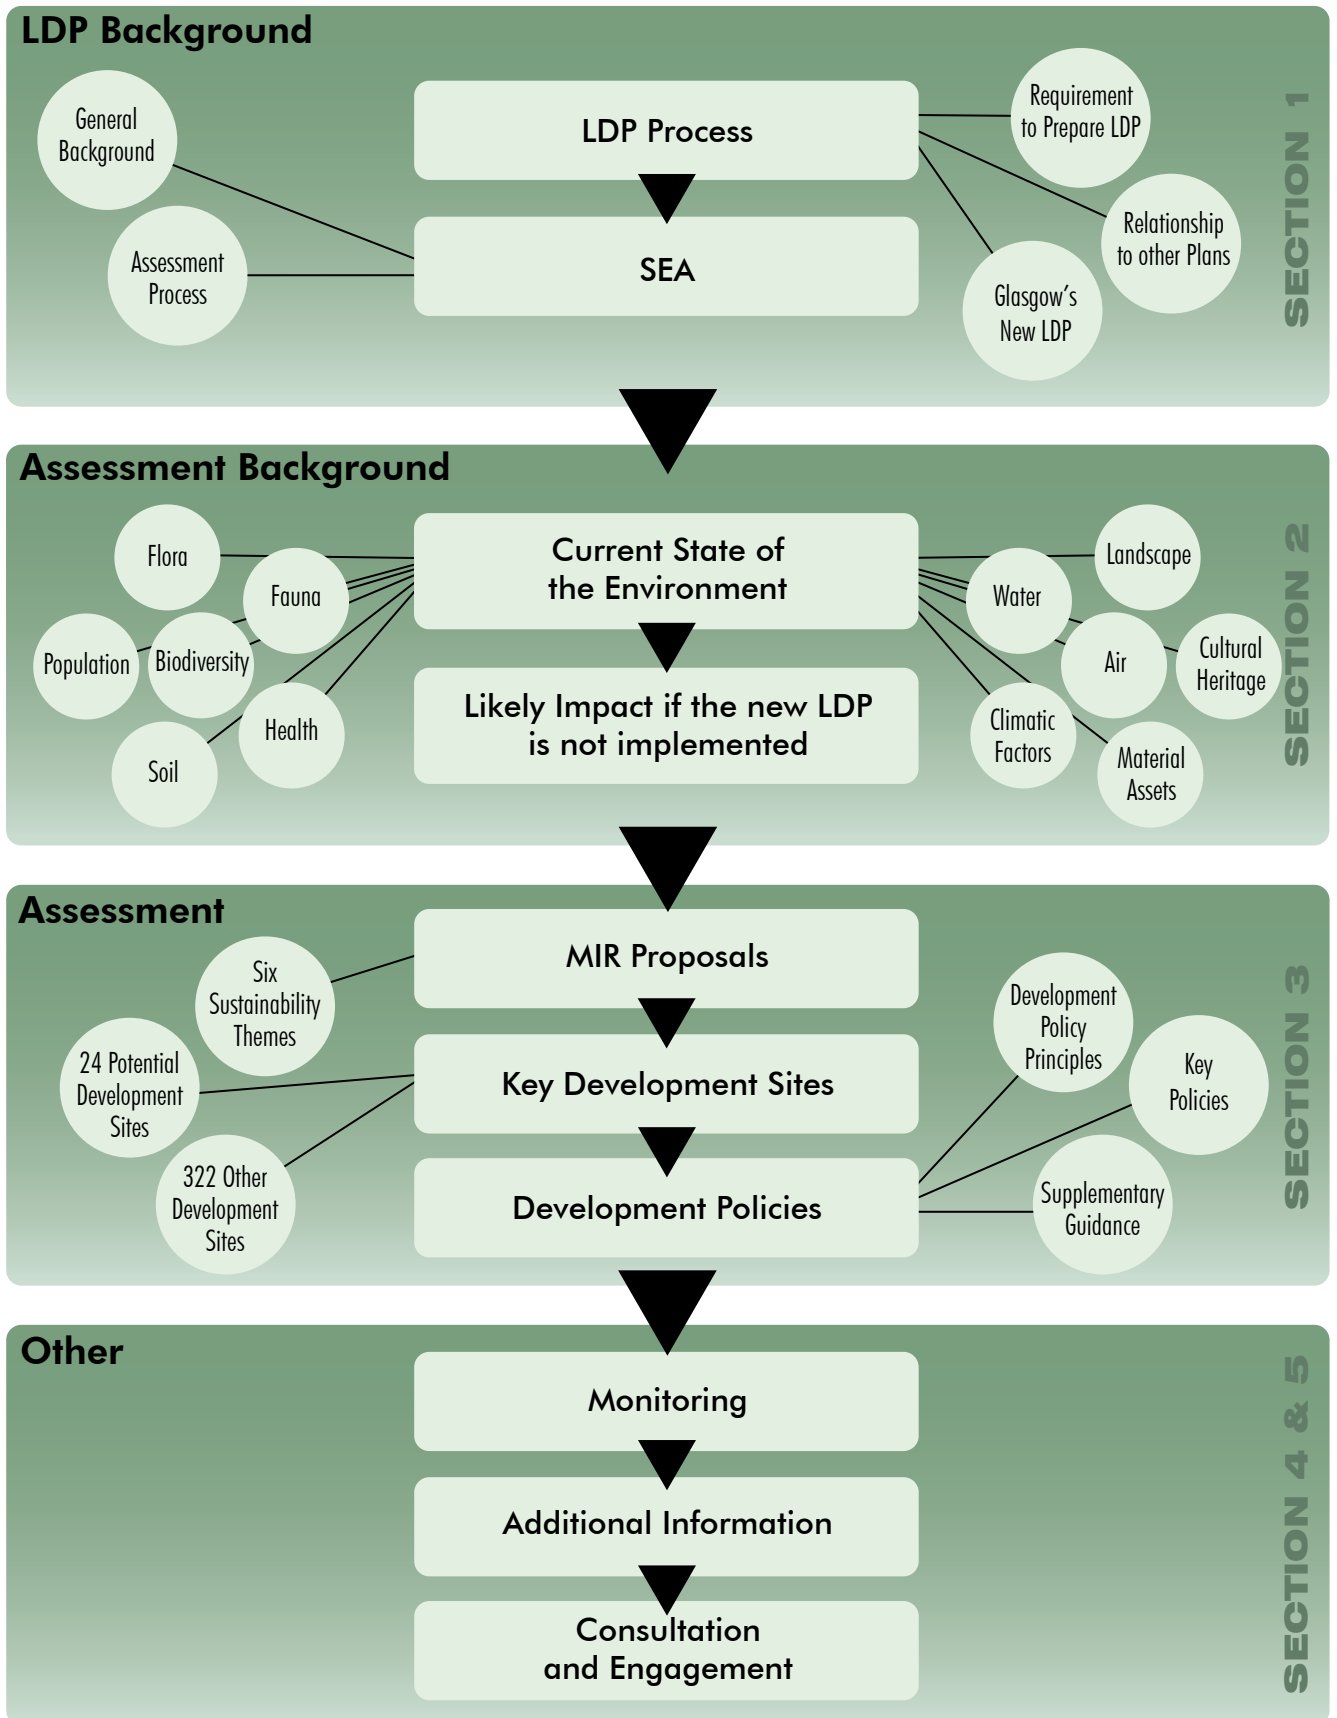 LDP Background
General
Background
Assessment
Process
LDP Process
SEA
Requirement
to Prepare LDP
Relationship
to other Plans
Glasgow's
New LDP
SECTION 1
Assessment Background
Flora
Fauna
Population
Biodiversity
Health
Soil
Current State of
the Environment
Likely Impact if the new LDP
is not implemented
Landscape
Water
Air
Cultural
Heritage
Climatic
Factors
Material
Assets
SECTION 2
Assessment
Six
Sustainability
Themes
24 Potential
Development
Sites
322 Other
Development
Sites
MIR Proposals
Key Development Sites
Development Policies
Development
Policy
Principles
Key
Policies
Supplementary
Guidance
SECTION 3
Other
Monitoring
Additional Information
Consultation
and Engagement
SECTION 4 & 5